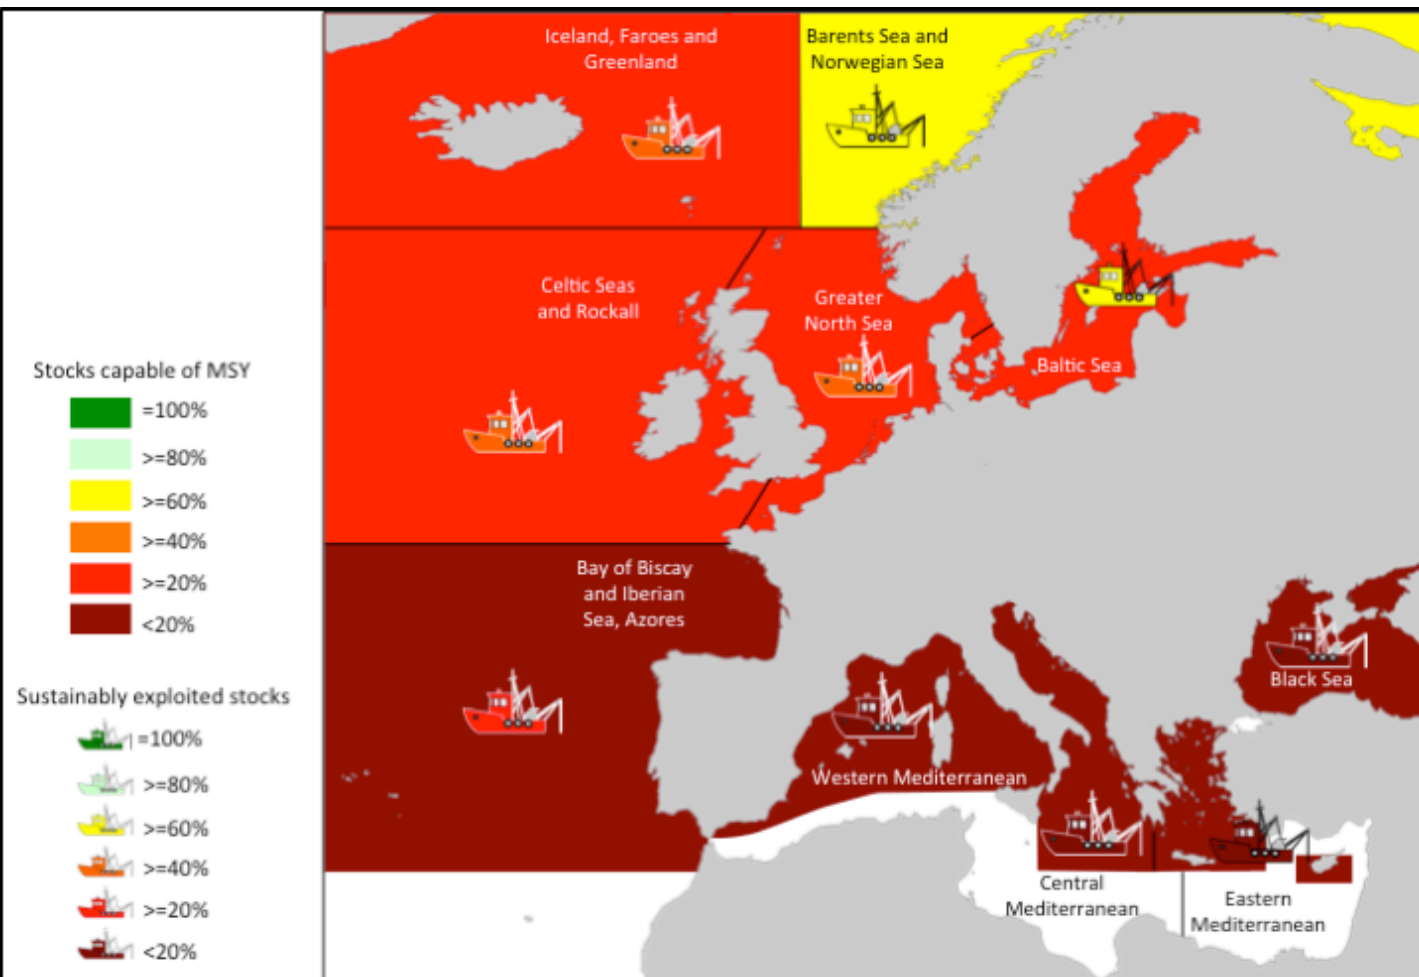 Iceland, Faroes and
Greenland
Barents Sea and
Norwegian Sea
Celtic Seas
and Rockall
Greater
North Sea
Baltic Sea
Stocks capable of MSY
=100%
>=80%
>=60%
>=40%
>=20%
<20%
Bay of Biscay
and Iberian
Sea, Azores
Black Sea
Western Mediterranean
Central
Mediterranean
Eastern
Mediterranean
Sustainably exploited stocks
=100%
>=80%
>=60%
>=40%
>=20%
<20%